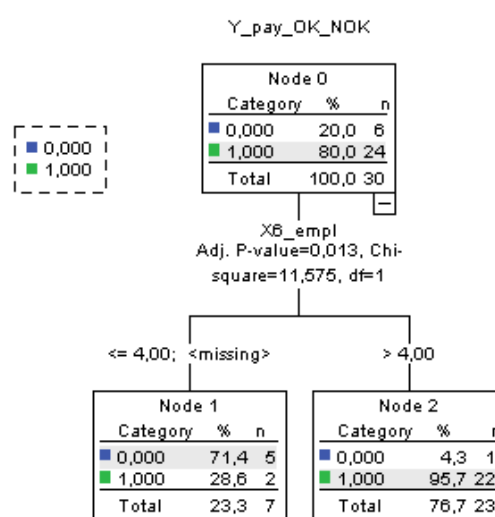 Y_pay_OK_NOK
Node 0
Category % n
0,000 20,0 6
1,000 80,0 24
Total 100,0 30
0,000
1,000
X6_empl
Adj. P-value=0,013, Chi-
square=11,575, df=1
<= 4,00; <missing>
> 4,00
Node 1
Category % n
0,000 71,4 5
1,000 28,6 2
Total 23,3 7
Node 2
Category % n
0,000 4,3 1
1,000 95,7 22
Total 76,7 23